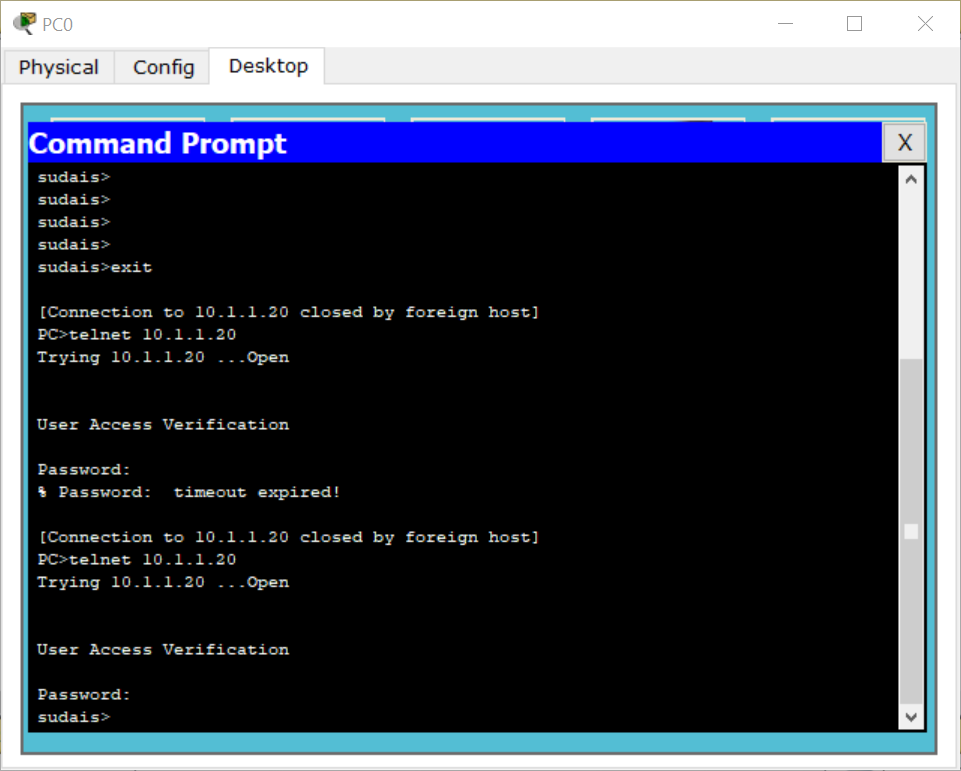 PC0
Physical Config Desktop
Command Prompt X
sudais>
sudais>
sudais>
sudais>
sudais>exit
[Connection to 10.1.1.20 closed by foreign host]
PC>telnet 10.1.1.20
Trying 10.1.1.20 ...Open
User Access Verification
Password:
% Password:  timeout expired!
[Connection to 10.1.1.20 closed by foreign host]
PC>telnet 10.1.1.20
Trying 10.1.1.20 ...Open
User Access Verification
Password:
sudais>